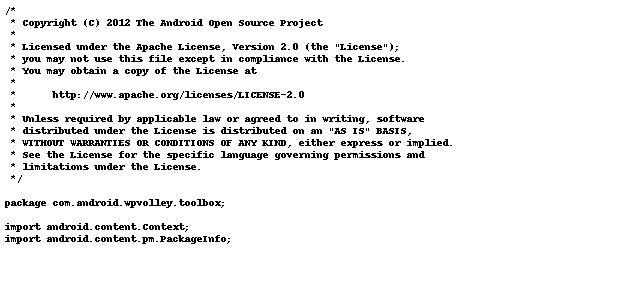 /*
 * Copyright (C) 2012 The Android Open Source Project
 *
 * Licensed under the Apache License, Version 2.0 (the "License");
 * you may not use this file except in compliance with the License.
 * You may obtain a copy of the License at
 *
 *      http://www.apache.org/licenses/LICENSE-2.0
 *
 * Unless required by applicable law or agreed to in writing, software
 * distributed under the License is distributed on an "AS IS" BASIS,
 * WITHOUT WARRANTIES OR CONDITIONS OF ANY KIND, either express or implied.
 * See the License for the specific language governing permissions and
 * limitations under the License.
 */

package com.android.wpvolley.toolbox;

import android.content.Context;
import android.content.pm.PackageInfo;